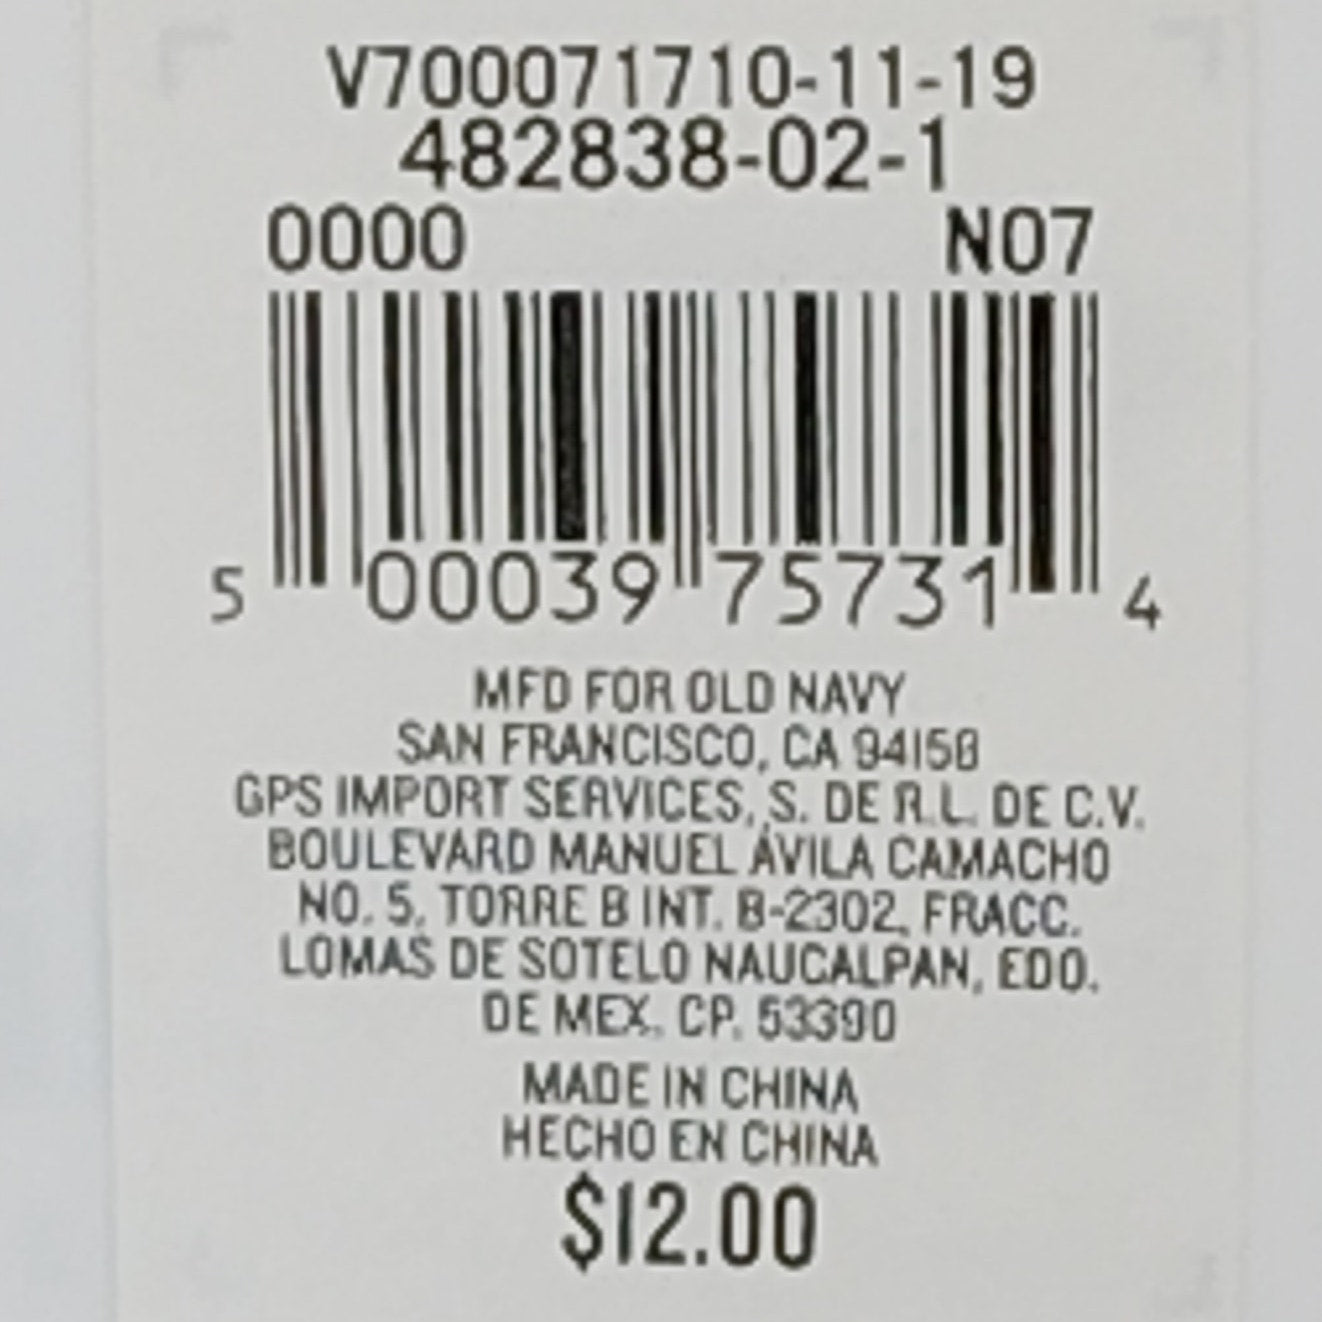 V700071710-11-19
482838-02-1
0000 N07
5 00039 75731 4
MFD FOR OLD NAVY
SAN FRANCISCO, CA 94158
GPS IMPORT SERVICES, S. DE R.L. DE C.V.
BOULEVARD MANUEL ÁVILA CAMACHO
NO. 5, TORRE B INT. B-2302, FRACC.
LOMAS DE SOTELO NAUCALPAN, EDO.
DE MEX. CP. 53390
MADE IN CHINA
HECHO EN CHINA
$12.00